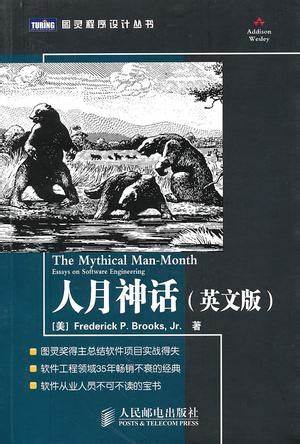 TURING
图灵程序设计丛书
Addison
Wesley
The Mythical Man-Month
Essays on Software Engineering
人月神话（英文版）
[美] Frederick P. Brooks, Jr. 著
图灵奖得主总结软件项目实战得失
软件工程领域35年畅销不衰的经典
软件从业人员不可不读的宝书
人民邮电出版社
POSTS & TELECOM PRESS